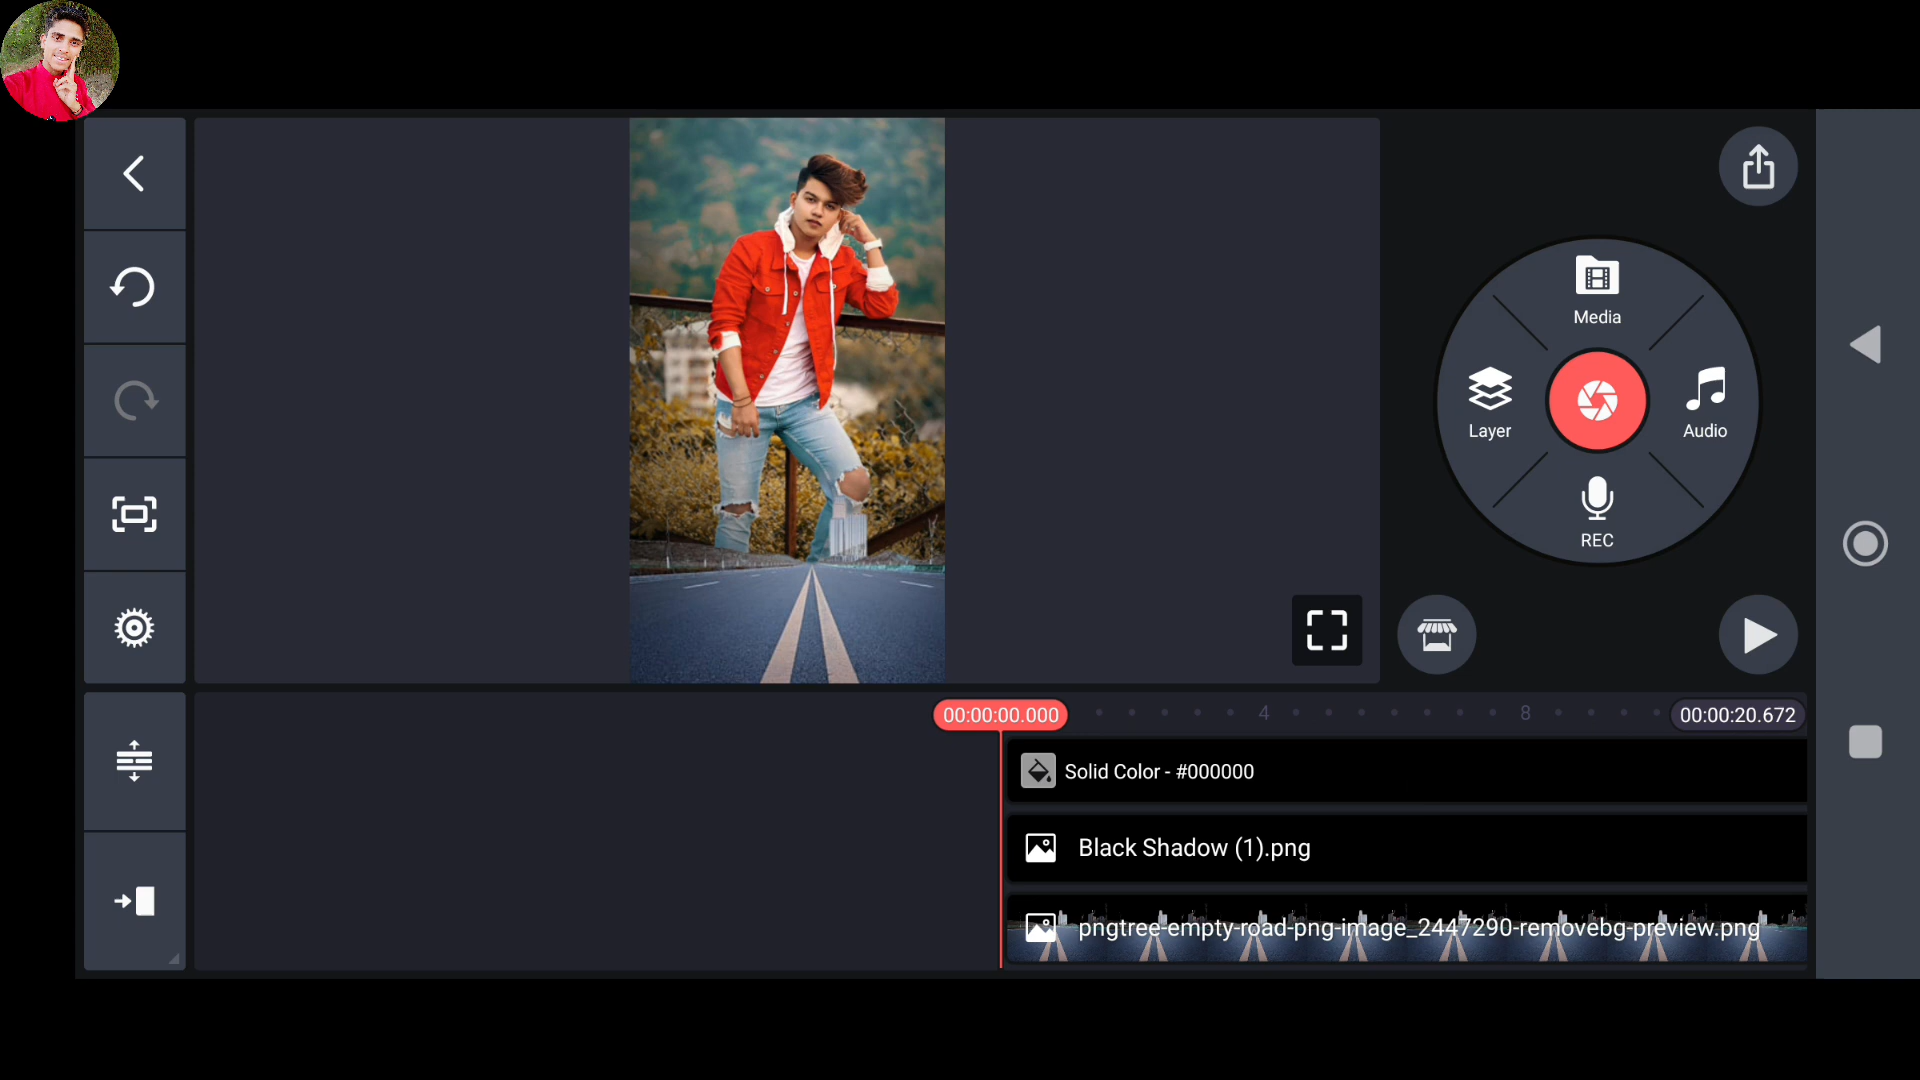 Media
Layer
Audio
REC
00:00:00.000
4
8
00:00:20.672
Solid Color - #000000
Black Shadow (1).png
pngtree-empty-road-png-image_2447290-removebg-preview.png